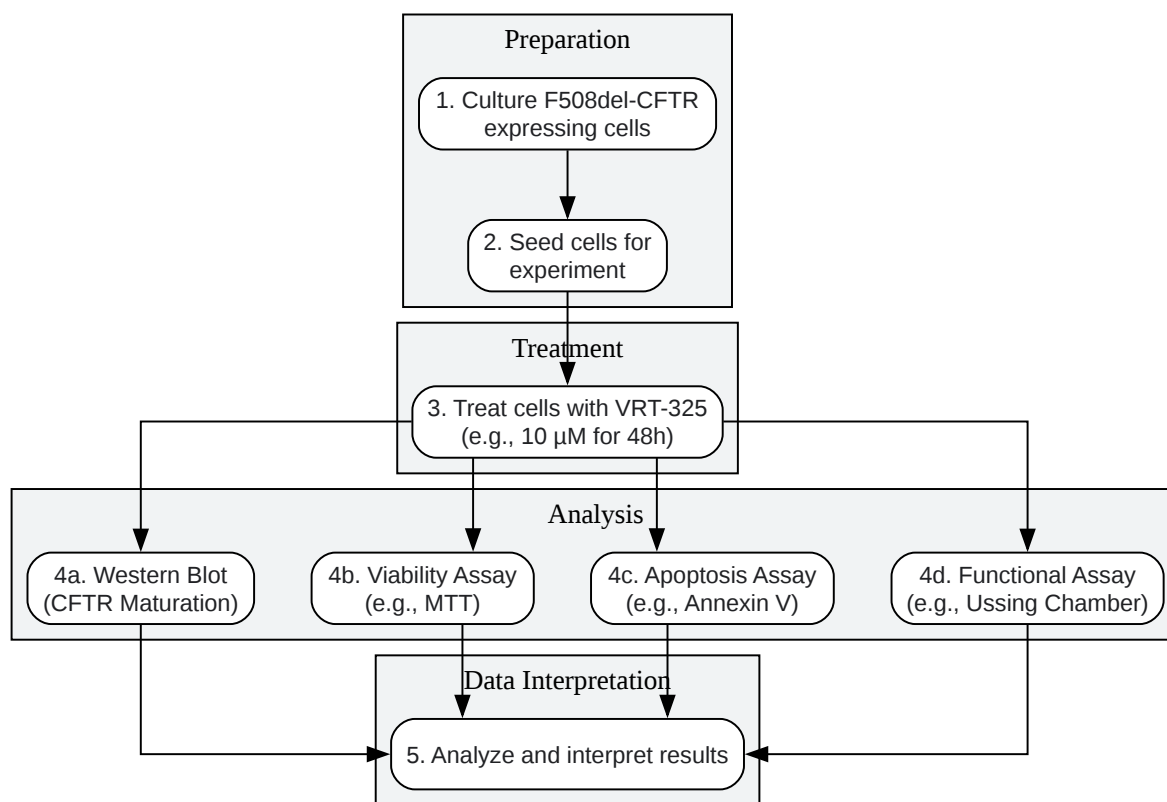 Preparation
1. Culture F508del-CFTR
expressing cells
2. Seed cells for
experiment
Treatment
3. Treat cells with VRT-325
(e.g., 10 µM for 48h)
Analysis
4a. Western Blot
(CFTR Maturation)
4b. Viability Assay
(e.g., MTT)
4c. Apoptosis Assay
(e.g., Annexin V)
4d. Functional Assay
(e.g., Ussing Chamber)
Data Interpretation
5. Analyze and interpret results